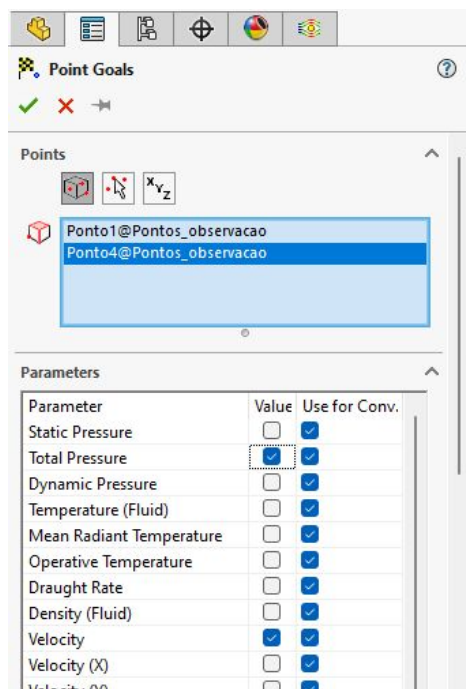 Point Goals
Points
X Y Z
Ponto1@Pontos_observacao
Ponto4@Pontos_observacao
Parameters
Parameter Value Use for Conv.
Static Pressure
Total Pressure
Dynamic Pressure
Temperature (Fluid)
Mean Radiant Temperature
Operative Temperature
Draught Rate
Density (Fluid)
Velocity
Velocity (X)